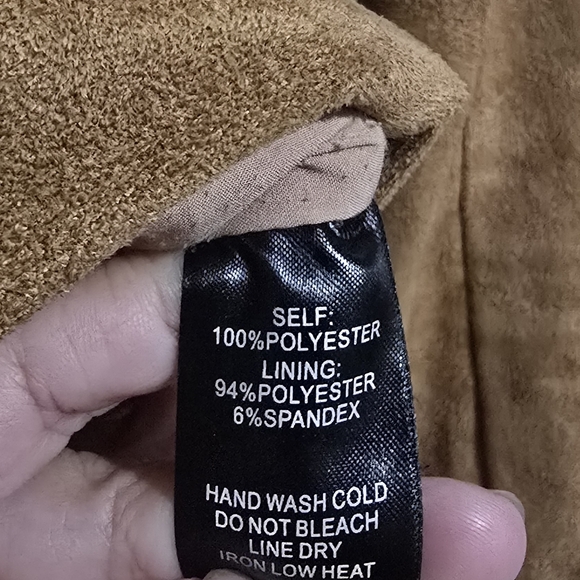 SELF:
100%POLYESTER
LINING:
94%POLYESTER
6%SPANDEX
HAND WASH COLD
DO NOT BLEACH
LINE DRY
IRON LOW HEAT